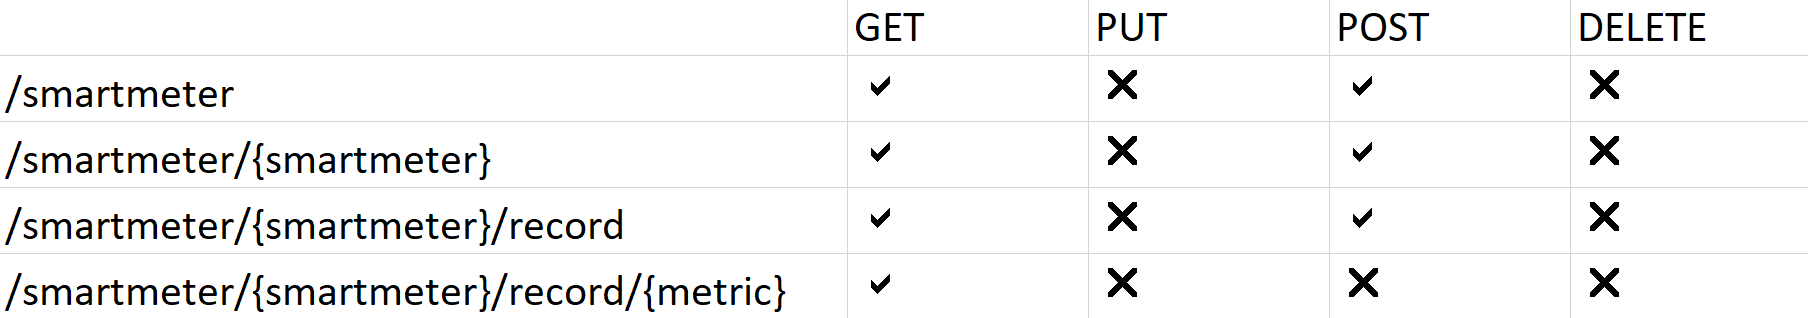 GET PUT POST DELETE
/smartmeter ✓ ✕ ✓ ✕
/smartmeter/{smartmeter} ✓ ✕ ✓ ✕
/smartmeter/{smartmeter}/record ✓ ✕ ✓ ✕
/smartmeter/{smartmeter}/record/{metric} ✓ ✕ ✕ ✕